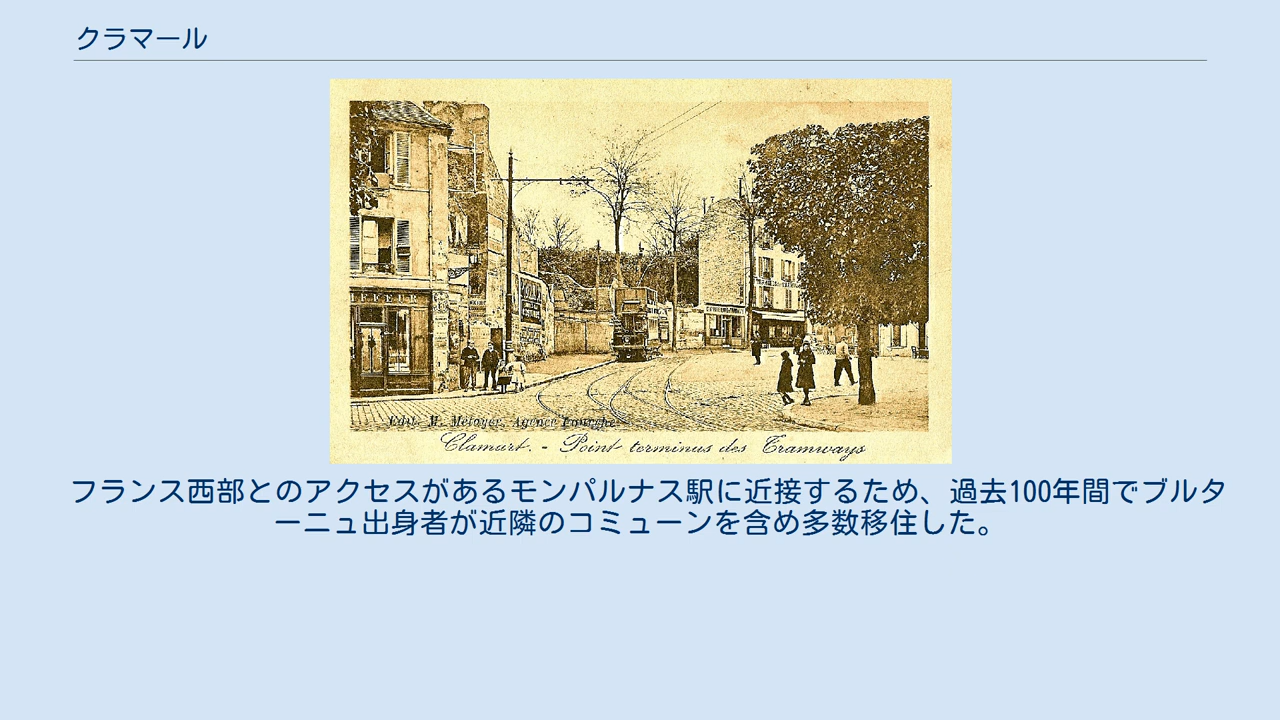 クラマール
IFFEUR
Edit. M. Metayer, Agence Fourche
Clamart. - Point terminus des Tramways
フランス西部とのアクセスがあるモンパルナス駅に近接するため、過去100年間でブルタ
ーニュ出身者が近隣のコミューンを含め多数移住した。